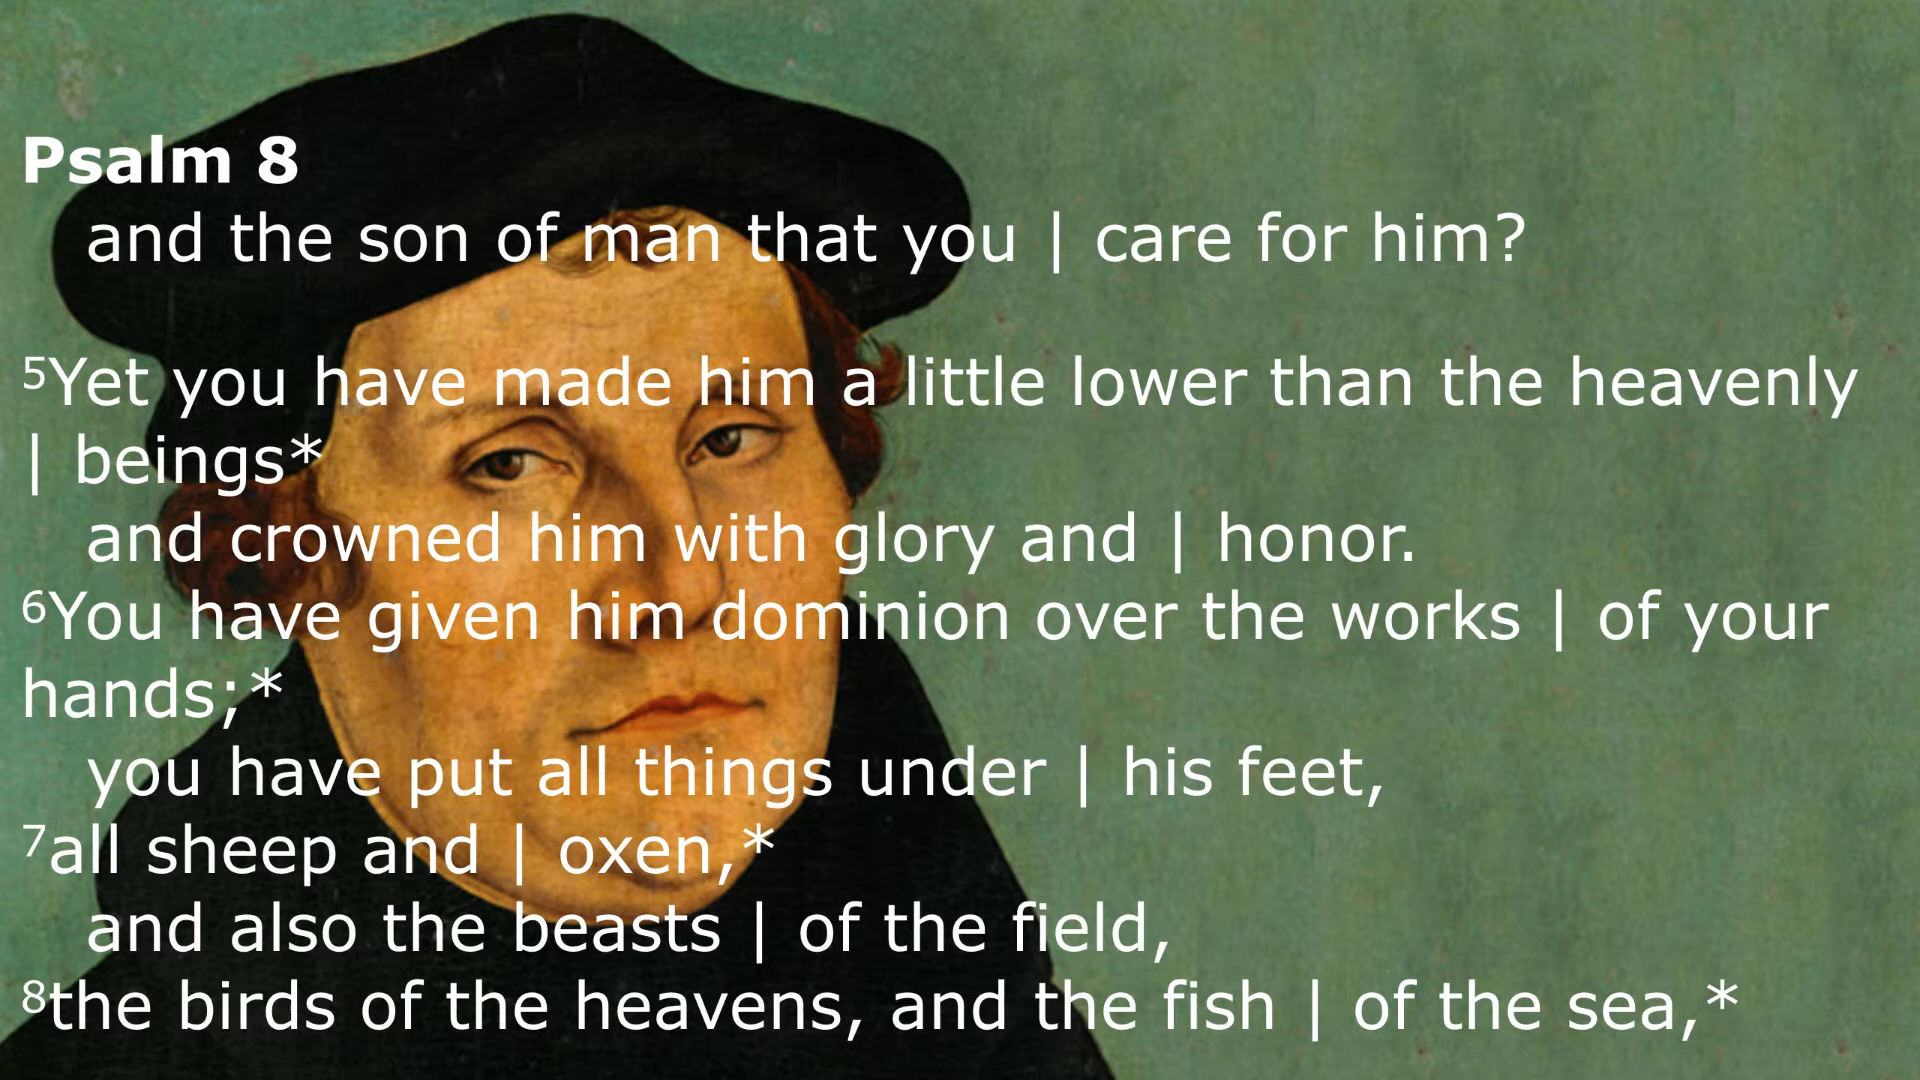 Psalm 8
and the son of man that you | care for him?
5Yet you have made him a little lower than the heavenly
| beings*
and crowned him with glory and | honor.
6You have given him dominion over the works | of your
hands;*
you have put all things under | his feet,
7all sheep and | oxen,*
and also the beasts | of the field,
8the birds of the heavens, and the fish | of the sea,*